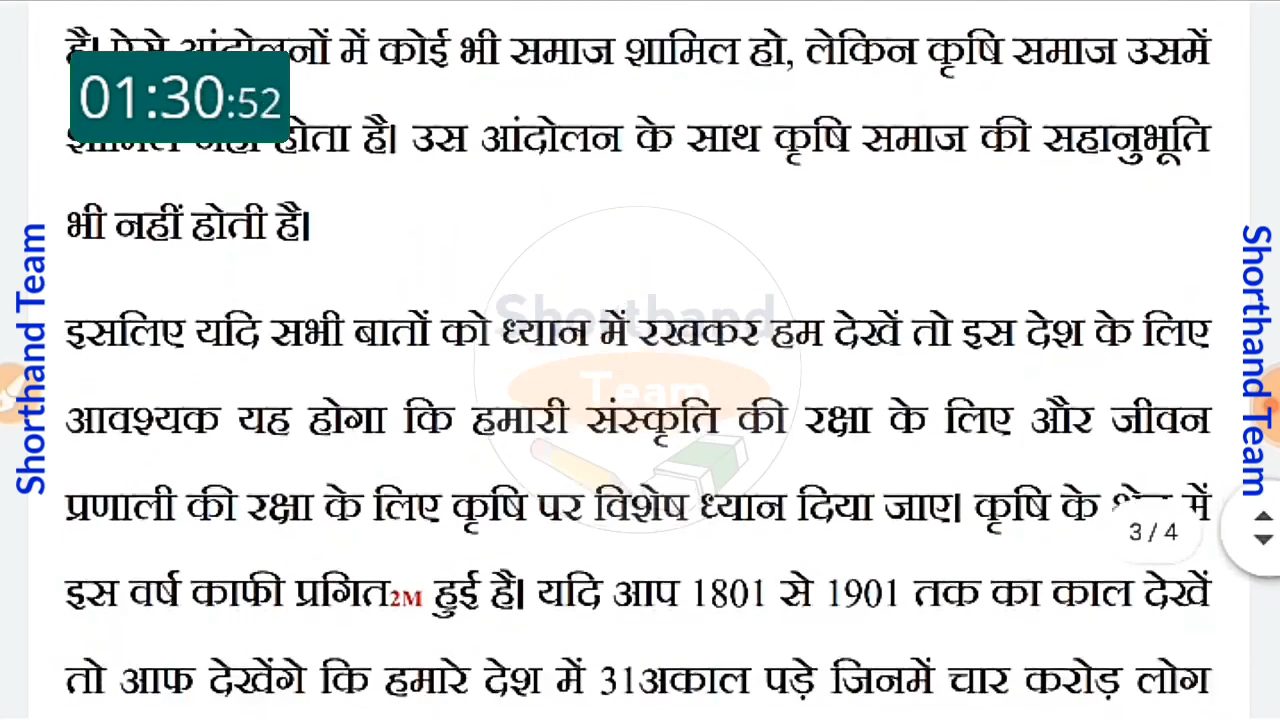 है। ऐसे आंदोलनों में कोई भी समाज शामिल हो, लेकिन कृषि समाज उसमें
01:30:52
होता है। उस आंदोलन के साथ कृषि समाज की सहानुभूति
भी नहीं होती है।
इसलिए यदि सभी बातों को ध्यान में रखकर हम देखें तो इस देश के लिए
आवश्यक यह होगा कि हमारी संस्कृति की रक्षा के लिए और जीवन
प्रणाली की रक्षा के लिए कृषि पर विशेष ध्यान दिया जाए। कृषि के में
3 / 4
इस वर्ष काफी प्रगित2M हुई है। यदि आप 1801 से 1901 तक का काल देखें
तो आफ देखेंगे कि हमारे देश में 31अकाल पड़े जिनमें चार करोड़ लोग
Shorthand Team
Shorthand Team
Shorthand
Team